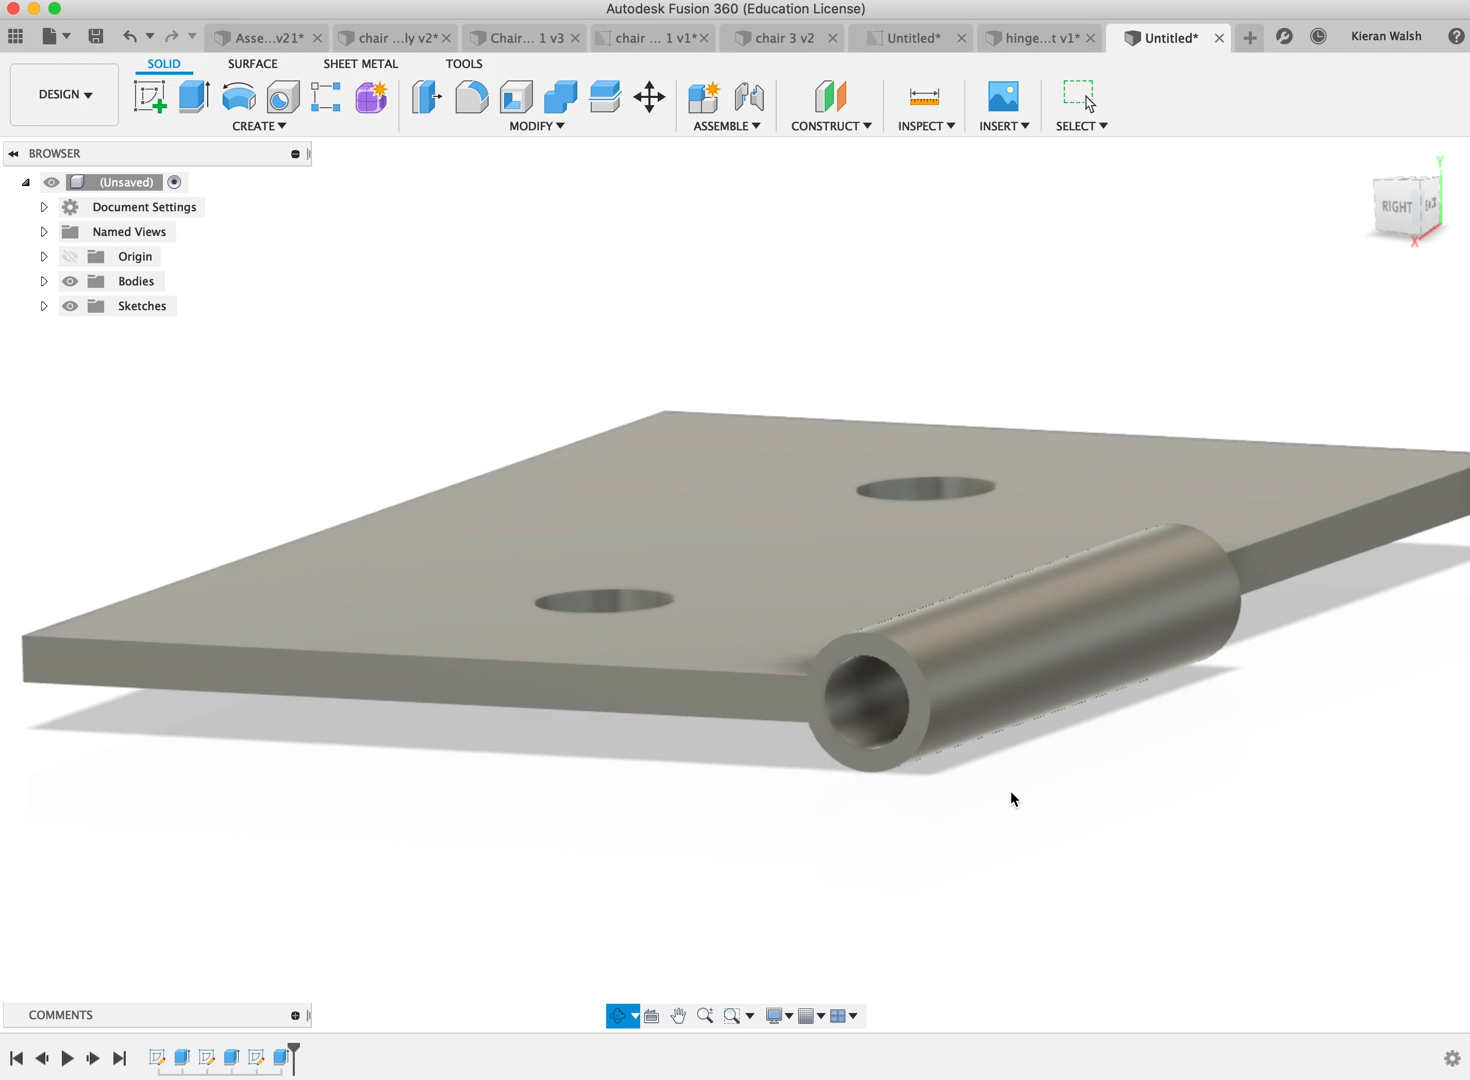 Autodesk Fusion 360 (Education License)
Asse...v21*
chair ...ly v2*
Chair... 1 v3
chair ... 1 v1*
chair 3 v2
Untitled*
hinge...t v1*
Untitled*
Kieran Walsh
DESIGN
SOLID
SURFACE
SHEET METAL
TOOLS
CREATE
MODIFY
ASSEMBLE
CONSTRUCT
INSPECT
INSERT
SELECT
BROWSER
(Unsaved)
Document Settings
Named Views
Origin
Bodies
Sketches
Y
RIGHT
X
COMMENTS